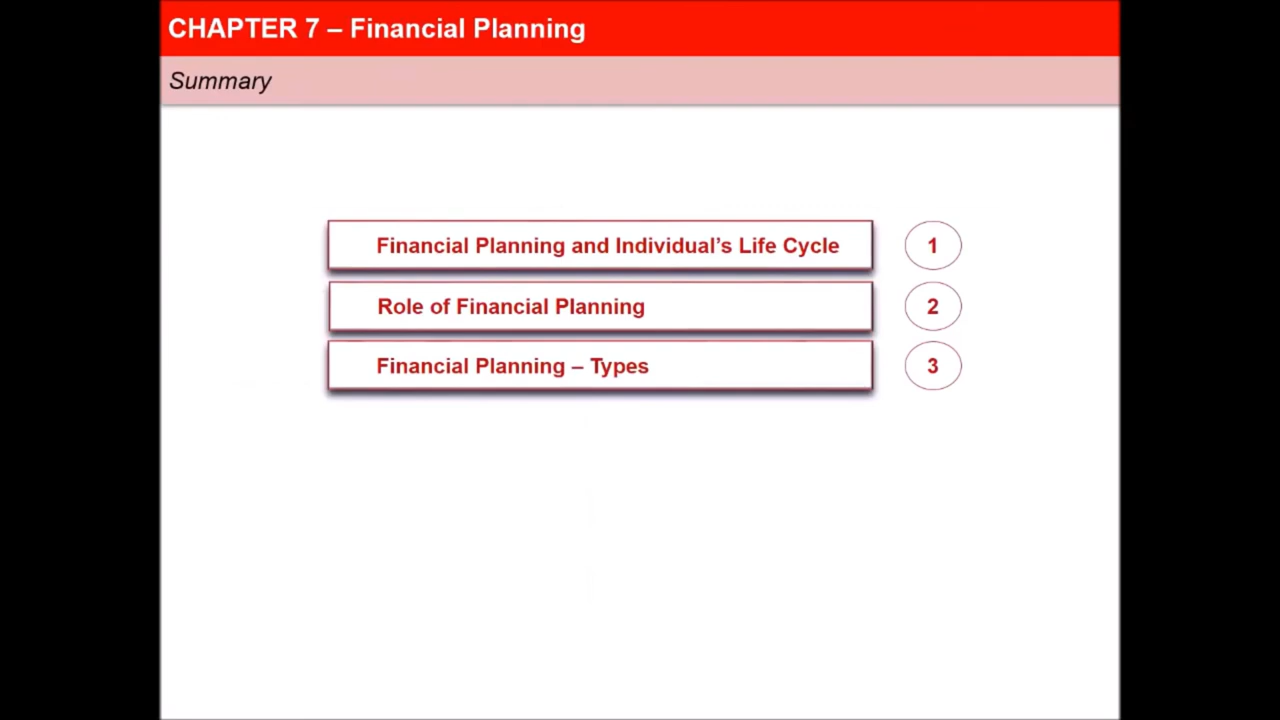 CHAPTER 7 – Financial Planning
Summary
Financial Planning and Individual’s Life Cycle 1
Role of Financial Planning 2
Financial Planning – Types 3